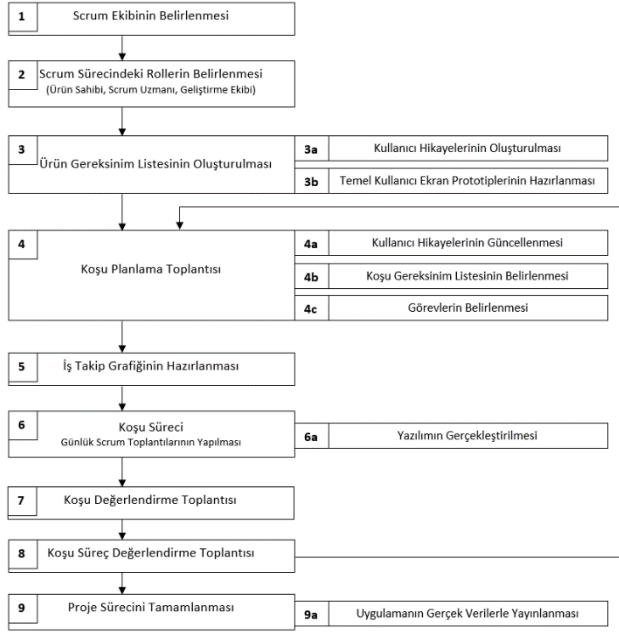 1 Scrum Ekibinin Belirlenmesi
2 Scrum Sürecindeki Rollerin Belirlenmesi
(Ürün Sahibi, Scrum Uzmanı, Geliştirme Ekibi)
3 Ürün Gereksinim Listesinin Oluşturulması
3a Kullanıcı Hikayelerinin Oluşturulması
3b Temel Kullanıcı Ekran Prototiplerinin Hazırlanması
4 Koşu Planlama Toplantısı
4a Kullanıcı Hikayelerinin Güncellenmesi
4b Koşu Gereksinim Listesinin Belirlenmesi
4c Görevlerin Belirlenmesi
5 İş Takip Grafiğinin Hazırlanması
6 Koşu Süreci
Günlük Scrum Toplantılarının Yapılması
6a Yazılımın Gerçekleştirilmesi
7 Koşu Değerlendirme Toplantısı
8 Koşu Süreç Değerlendirme Toplantısı
9 Proje Sürecini Tamamlanması
9a Uygulamanın Gerçek Verilerle Yayınlanması